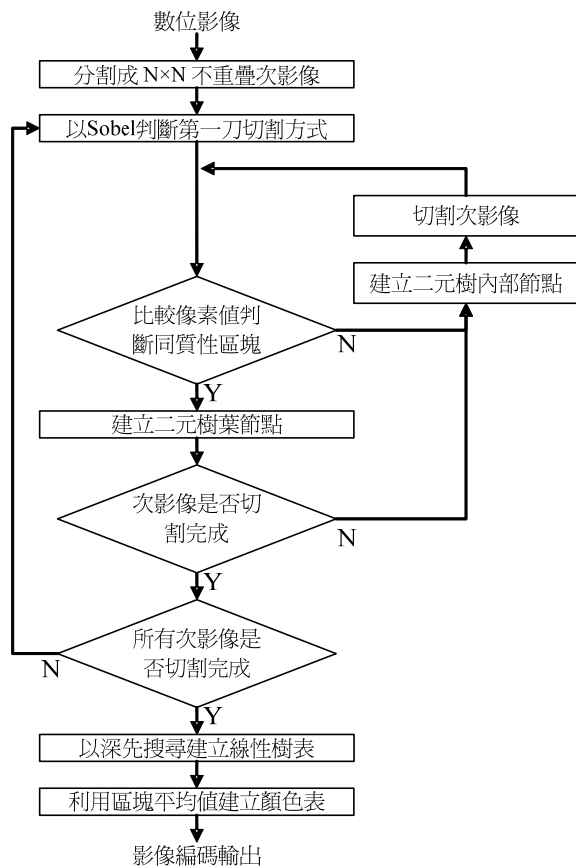 數位影像
分割成 N×N 不重疊次影像
以Sobel判斷第一刀切割方式
切割次影像
建立二元樹內部節點
比較像素值判
斷同質性區塊
N
Y
建立二元樹葉節點
次影像是否切
割完成
N
Y
所有次影像是
否切割完成
N
Y
以深先搜尋建立線性樹表
利用區塊平均值建立顏色表
影像編碼輸出